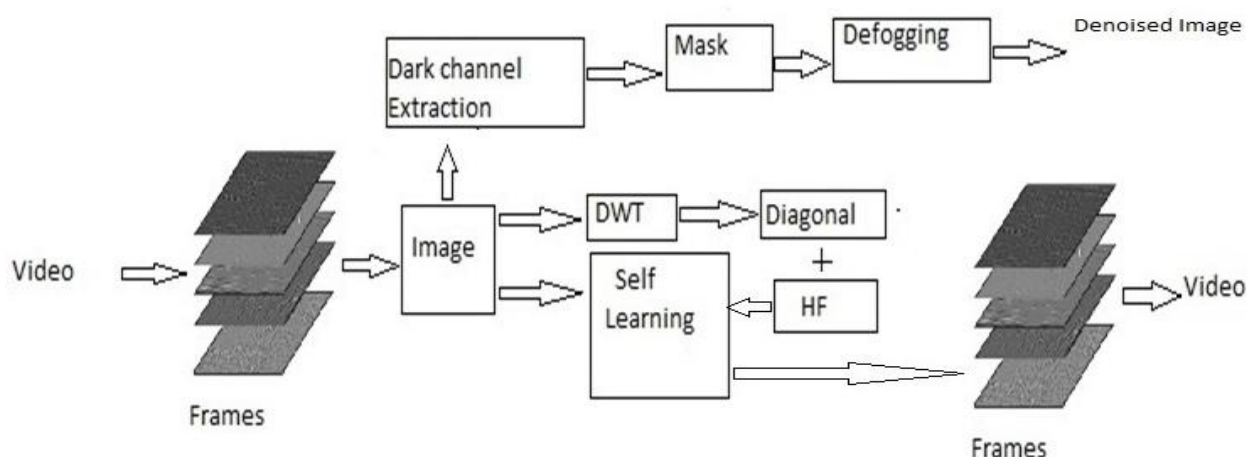 Denoised Image
Dark channel
Extraction
Mask
Defogging
Video
Frames
Image
DWT
Diagonal
+
HF
Self
Learning
Frames
Video